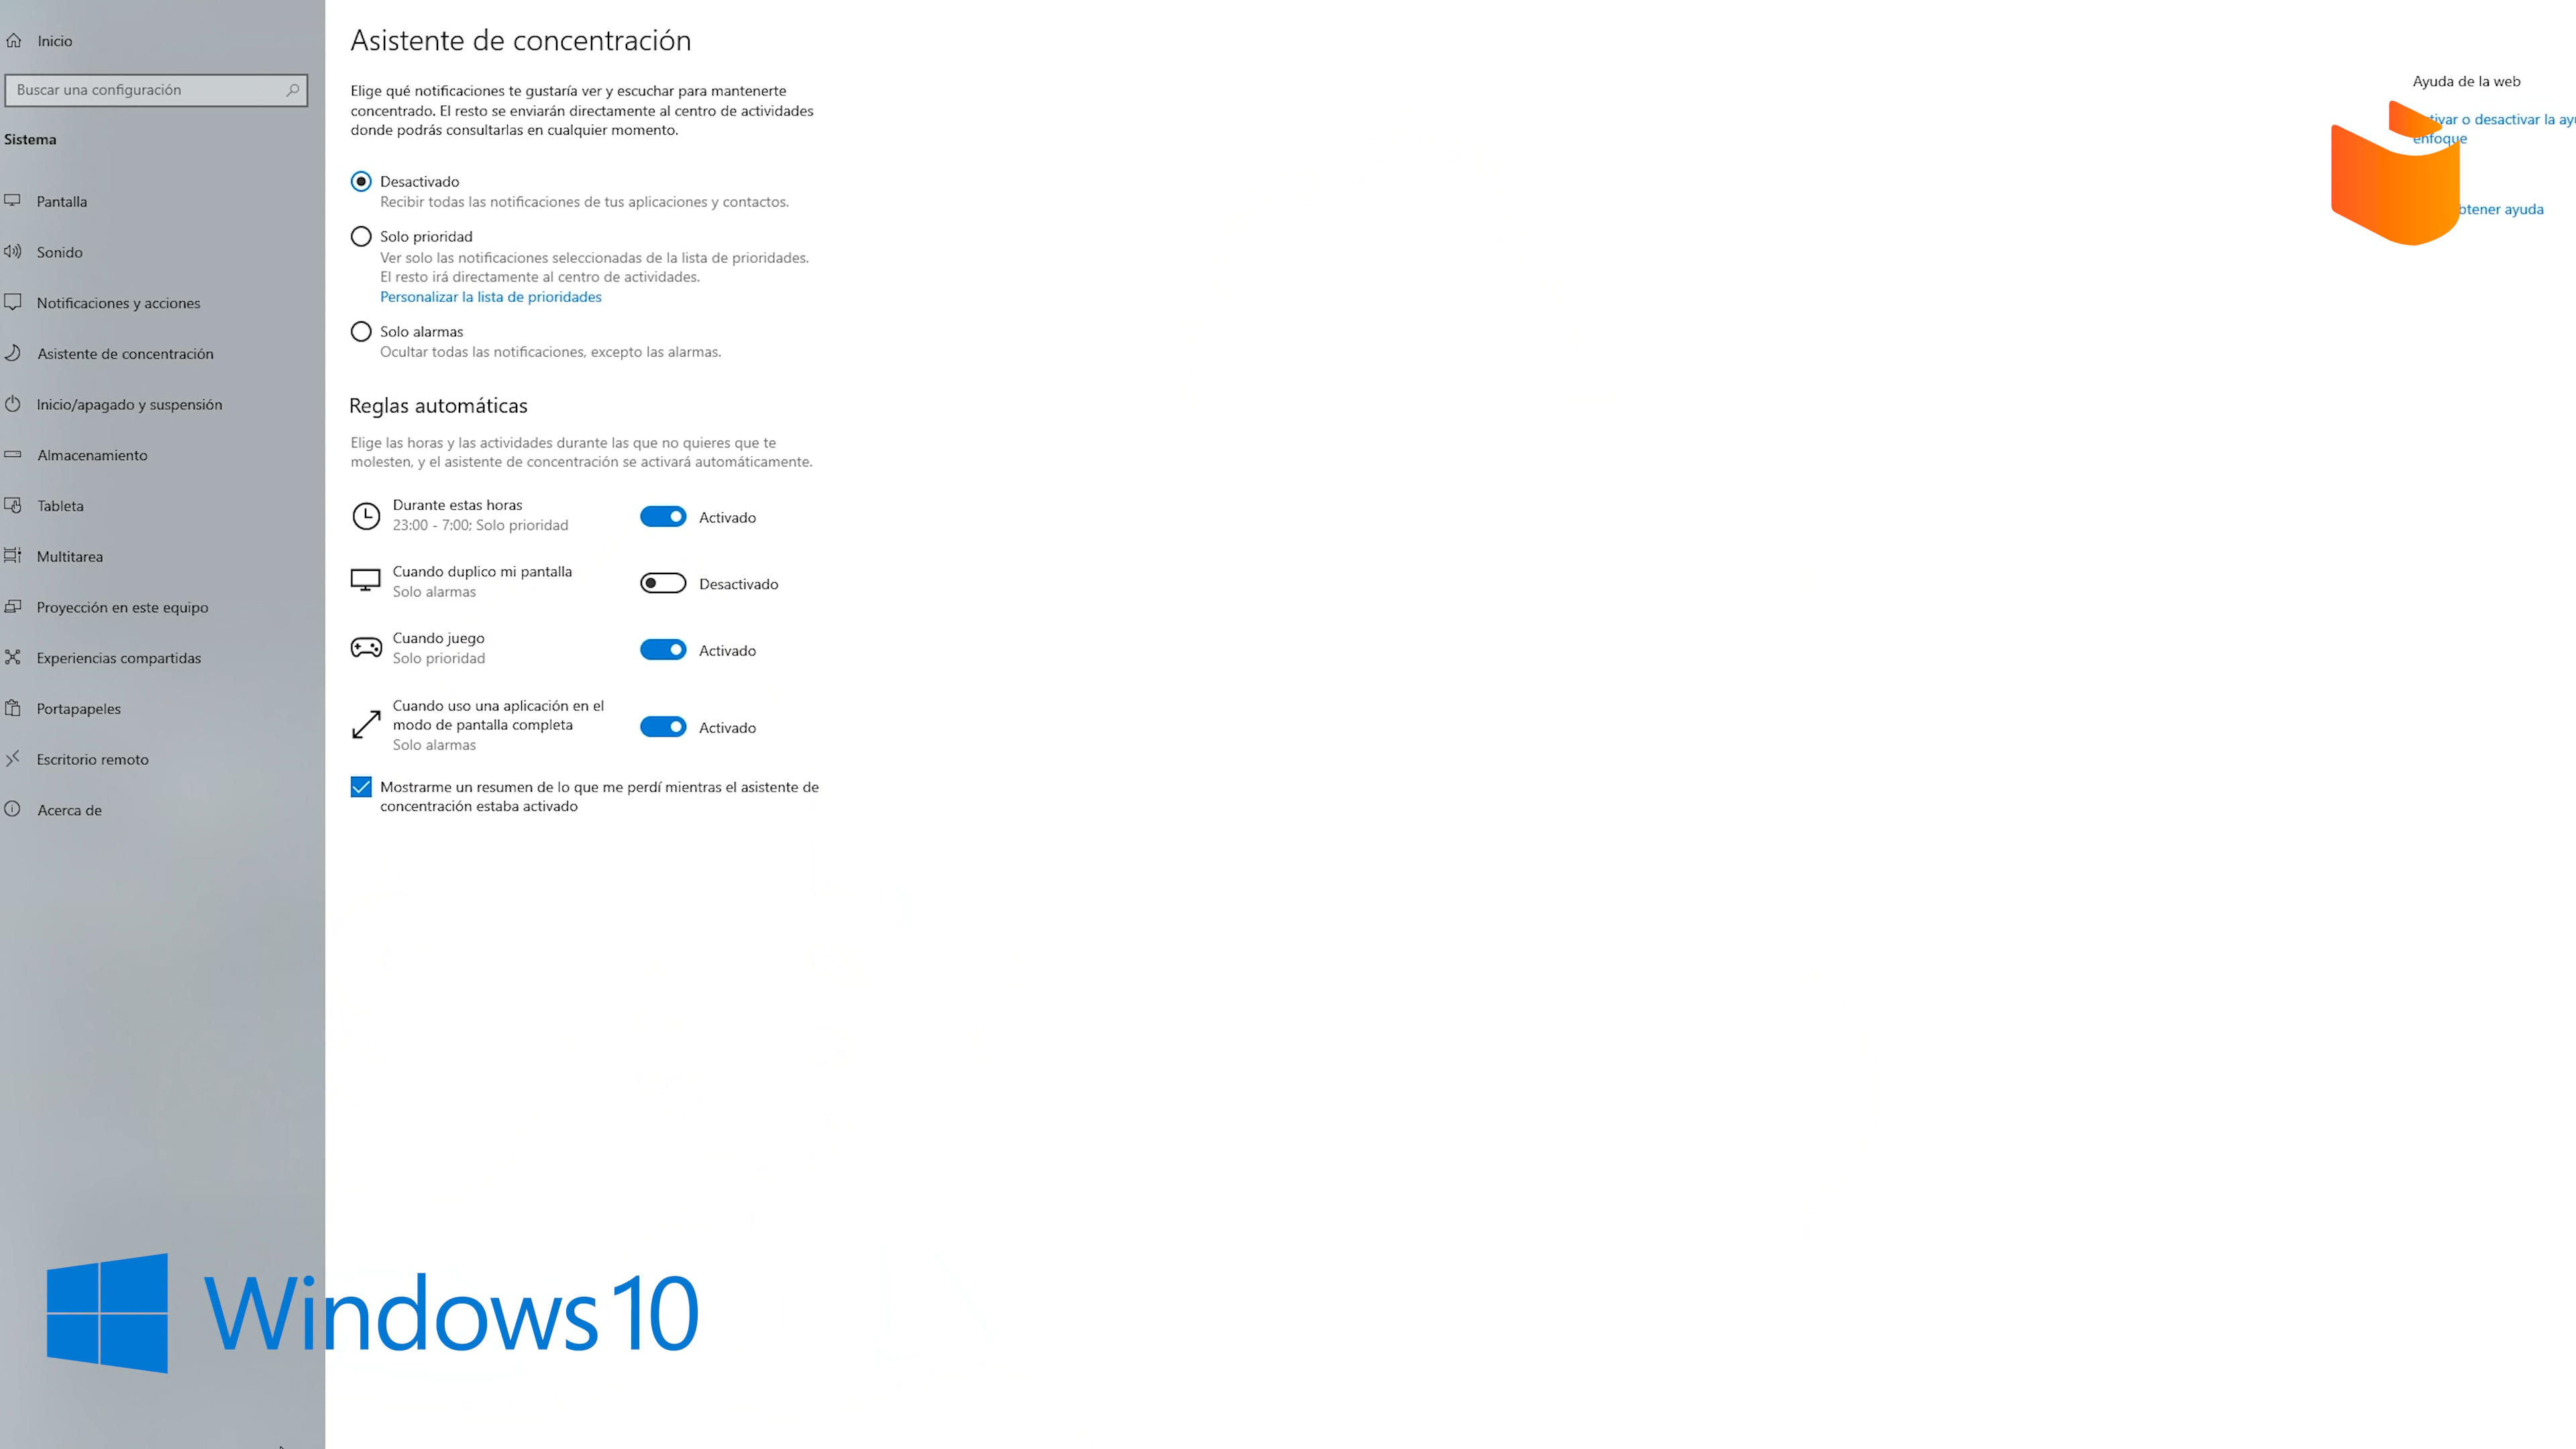 Inicio
Buscar una configuración
Sistema
Pantalla
Sonido
Notificaciones y acciones
Asistente de concentración
Inicio/apagado y suspensión
Almacenamiento
Tableta
Multitarea
Proyección en este equipo
Experiencias compartidas
Portapapeles
Escritorio remoto
Acerca de
Asistente de concentración
Elige qué notificaciones te gustaría ver y escuchar para mantenerte
concentrado. El resto se enviarán directamente al centro de actividades
donde podrás consultarlas en cualquier momento.
Desactivado
Recibir todas las notificaciones de tus aplicaciones y contactos.
Solo prioridad
Ver solo las notificaciones seleccionadas de la lista de prioridades.
El resto irá directamente al centro de actividades.
Personalizar la lista de prioridades
Solo alarmas
Ocultar todas las notificaciones, excepto las alarmas.
Reglas automáticas
Elige las horas y las actividades durante las que no quieres que te
molesten, y el asistente de concentración se activará automáticamente.
Durante estas horas
23:00 - 7:00; Solo prioridad
Activado
Cuando duplico mi pantalla
Solo alarmas
Desactivado
Cuando juego
Solo prioridad
Activado
Cuando uso una aplicación en el
modo de pantalla completa
Solo alarmas
Activado
Mostrarme un resumen de lo que me perdí mientras el asistente de
concentración estaba activado
Ayuda de la web
o desactivar la
enfoque
ayuda
Windows 10